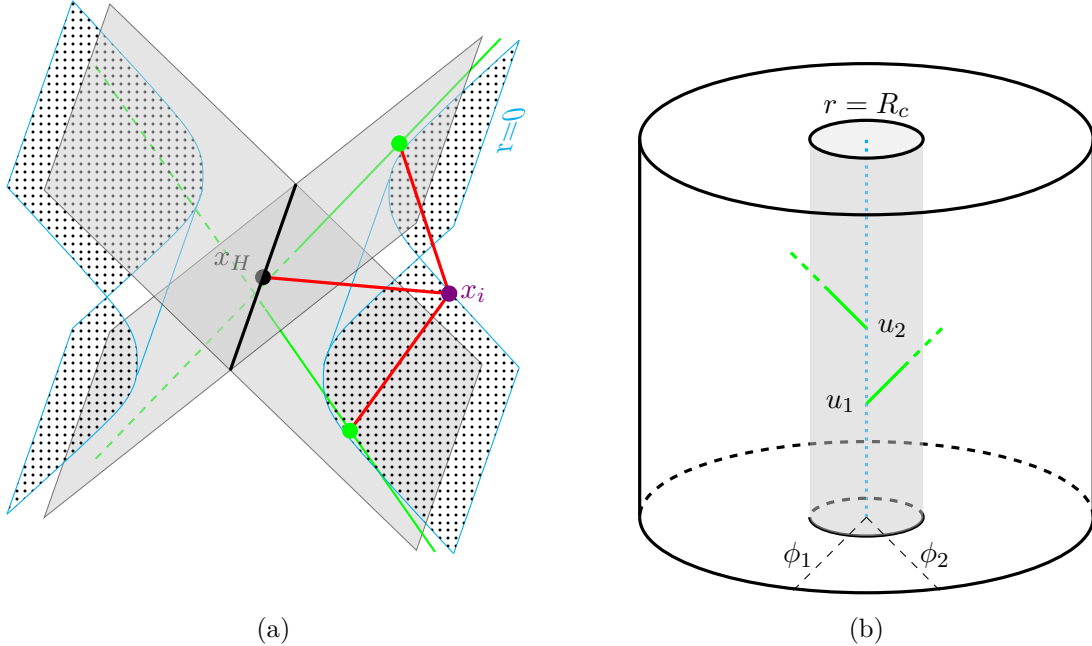 r=0
x_H
x_i
(a)
r = R_c
u_2
u_1
ϕ_1
ϕ_2
(b)